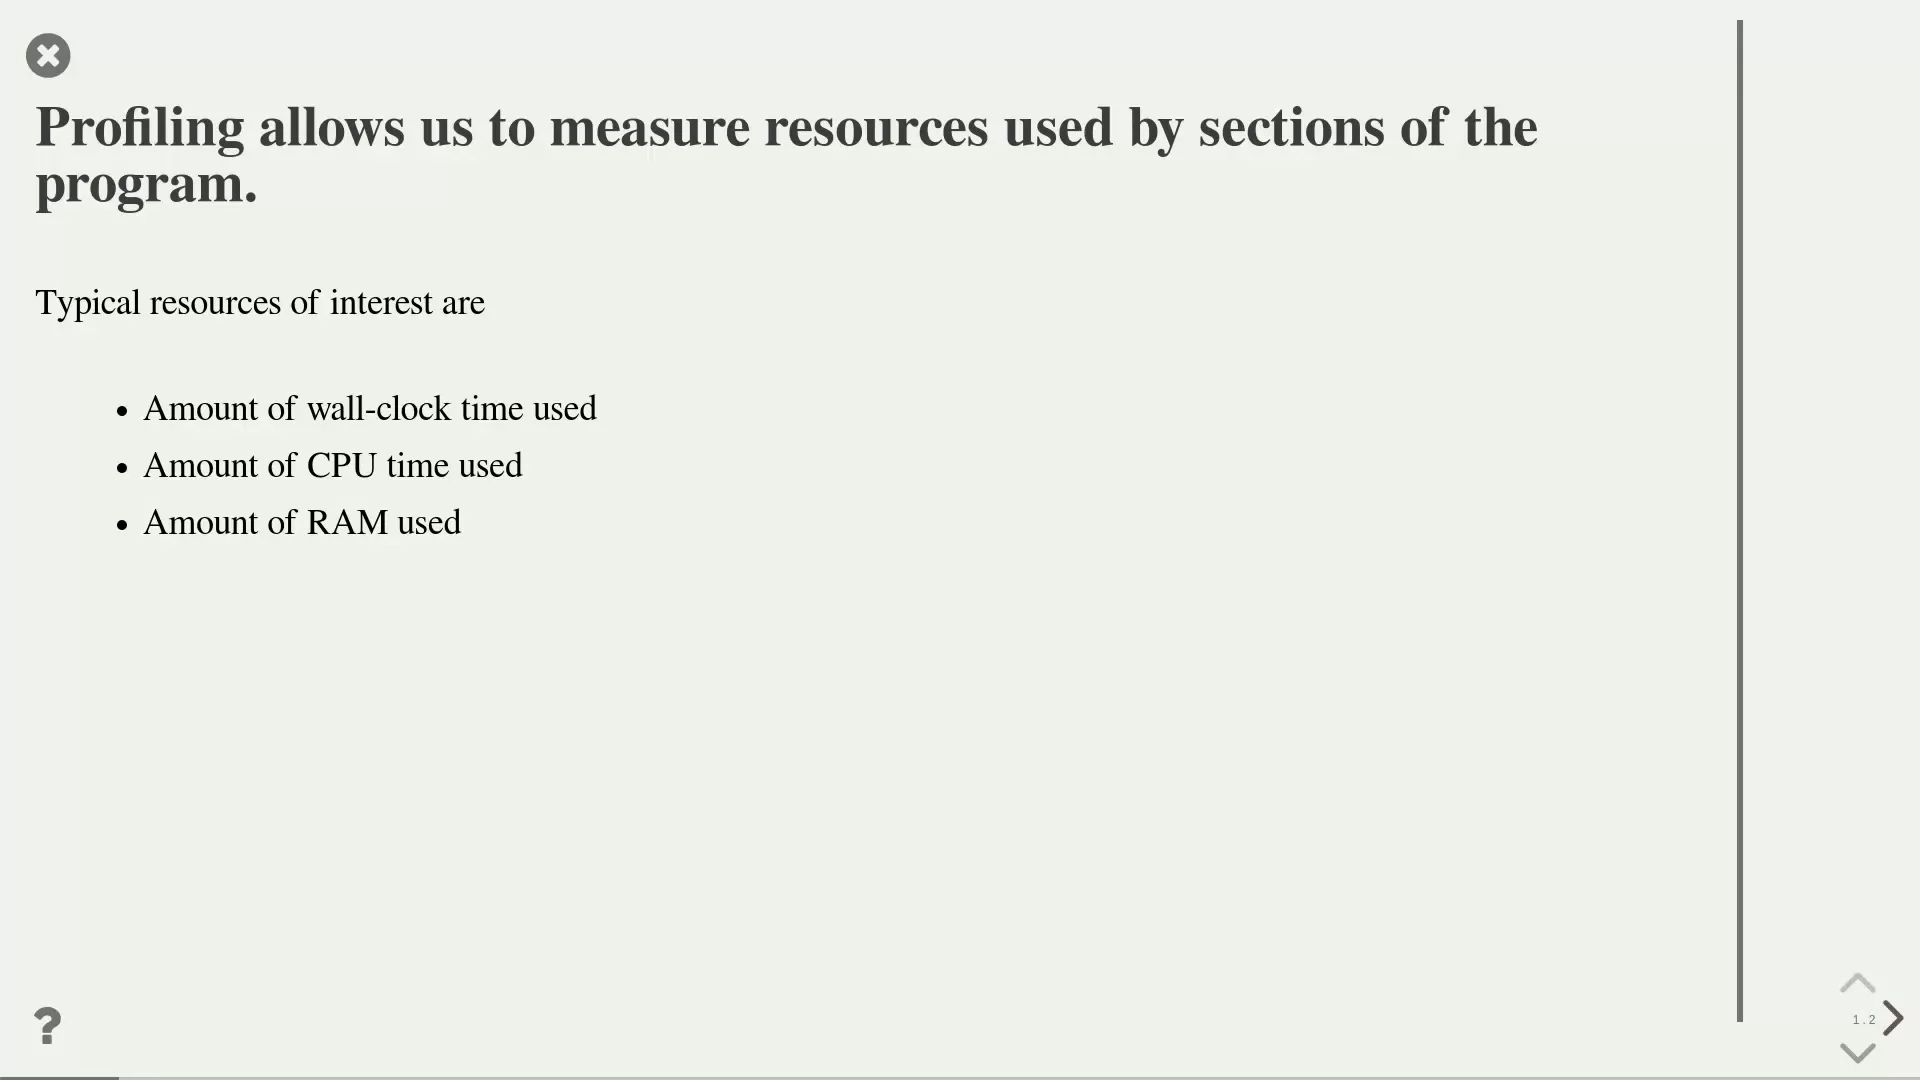 Profiling allows us to measure resources used by sections of the
program.
Typical resources of interest are
• Amount of wall-clock time used
• Amount of CPU time used
• Amount of RAM used
?
1 . 2